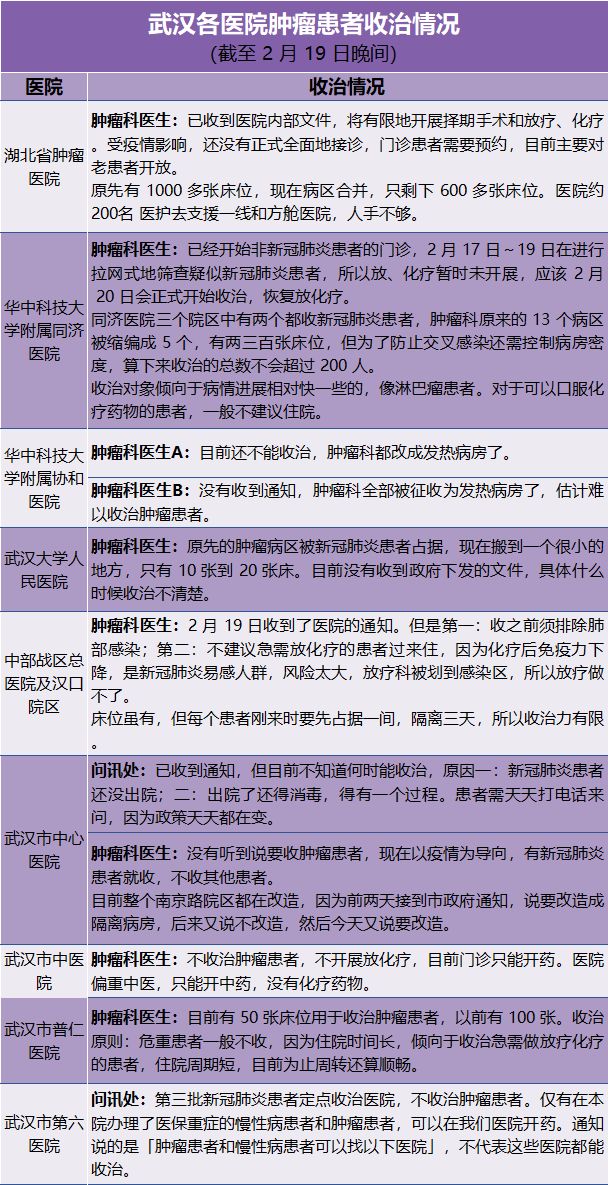 武汉各医院肿瘤患者收治情况
(截至 2 月 19 日晚间)
医院
收治情况
湖北省肿瘤
医院
肿瘤科医生：已收到医院内部文件，将有限地开展择期手术和放疗、化疗
。受疫情影响，还没有正式全面地接诊，门诊患者需要预约，目前主要对
老患者开放。
原先有 1000 多张床位，现在病区合并，只剩下 600 多张床位。医院约
200名 医护去支援一线和方舱医院，人手不够。
华中科技大
学附属同济
医院
肿瘤科医生：已经开始非新冠肺炎患者的门诊，2 月 17 日～19 日在进行
拉网式地筛查疑似新冠肺炎患者，所以放、化疗暂时未开展，应该 2 月
20 日会正式开始收治，恢复放化疗。
同济医院三个院区中有两个都收新冠肺炎患者，肿瘤科原来的 13 个病区
被缩编成 5 个，有两三百张床位，但为了防止交叉感染还需控制病房密
度，算下来收治的总数不会超过 200 人。
收治对象倾向于病情进展相对快一些的，像淋巴瘤患者。对于可以口服化
疗药物的患者，一般不建议住院。
华中科技大
学附属协和
医院
肿瘤科医生A：目前还不能收治，肿瘤科都改成发热病房了。
肿瘤科医生B：没有收到通知，肿瘤科全部被征收为发热病房了，估计难
以收治肿瘤患者。
武汉大学人
民医院
肿瘤科医生：原先的肿瘤病区被新冠肺炎患者占据，现在搬到一个很小的
地方，只有 10 张到 20 张床。目前没有收到政府下发的文件，具体什么
时候收治不清楚。
中部战区总
医院及汉口
院区
肿瘤科医生：2 月 19 日收到了医院的通知。但是第一：收之前须排除肺
部感染；第二：不建议急需放化疗的患者过来住，因为化疗后免疫力下
降，是新冠肺炎易感人群，风险太大，放疗科被划到感染区，所以放疗做
不了。
床位虽有，但每个患者刚来时要先占据一间，隔离三天，所以收治力有限
。
武汉市中心
医院
问讯处：已收到通知，但目前不知道何时能收治，原因一：新冠肺炎患者
还没出院；二：出院了还得消毒，得有一个过程。患者需天天打电话来
问，因为政策天天都在变。
肿瘤科医生：没有听到说要收肿瘤患者，现在以疫情为导向，有新冠肺炎
患者就收，不收其他患者。
目前整个南京路院区都在改造，因为前两天接到市政府通知，说要改造成
隔离病房，后来又说不改造，然后今天又说要改造。
武汉市中医
院
肿瘤科医生：不收治肿瘤患者，不开展放化疗，目前门诊只能开药。医院
偏重中医，只能开中药，没有化疗药物。
武汉市普仁
医院
肿瘤科医生：目前有 50 张床位用于收治肿瘤患者，以前有 100 张。收治
原则：危重患者一般不收，因为住院时间长，倾向于收治急需做放疗化疗
的患者，住院周期短，目前为止周转还算顺畅。
武汉市第六
医院
问讯处：第三批新冠肺炎患者定点收治医院，不收治肿瘤患者。仅有在本
院办理了医保重症的慢性病患者和肿瘤患者，可以在我们医院开药。通知
说的是「肿瘤患者和慢性病患者可以找以下医院」，不代表这些医院都能
收治。